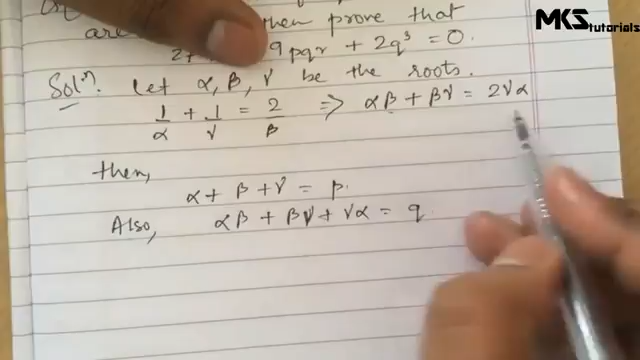 MKS tutorials
are then prove that
9pqr + 2q³ = 0.
Solⁿ. Let α, β, γ be the roots.
1/α + 1/γ = 2/β ⇒ αβ + βγ = 2γα
then,
α + β + γ = p.
Also, αβ + βγ + γα = q